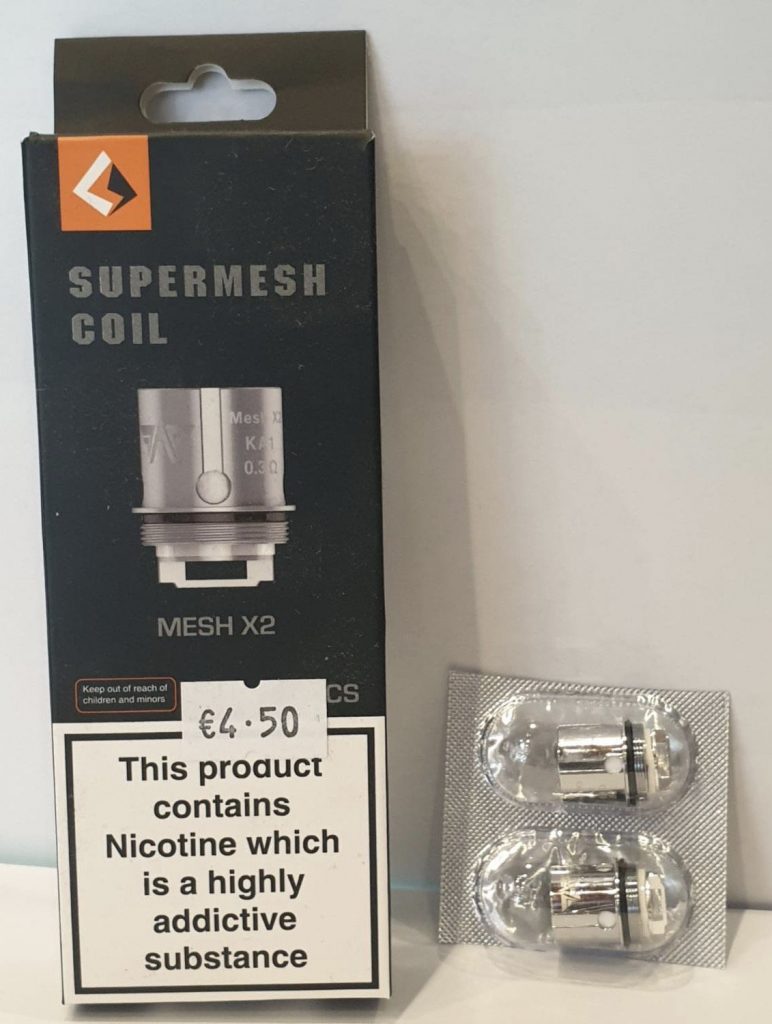 SUPERMESH
COIL
Mesh X2
KA1
0.3Ω
MESH X2
Keep out of reach of
children and minors
CS
€4.50
This product
contains
Nicotine which
is a highly
addictive
substance